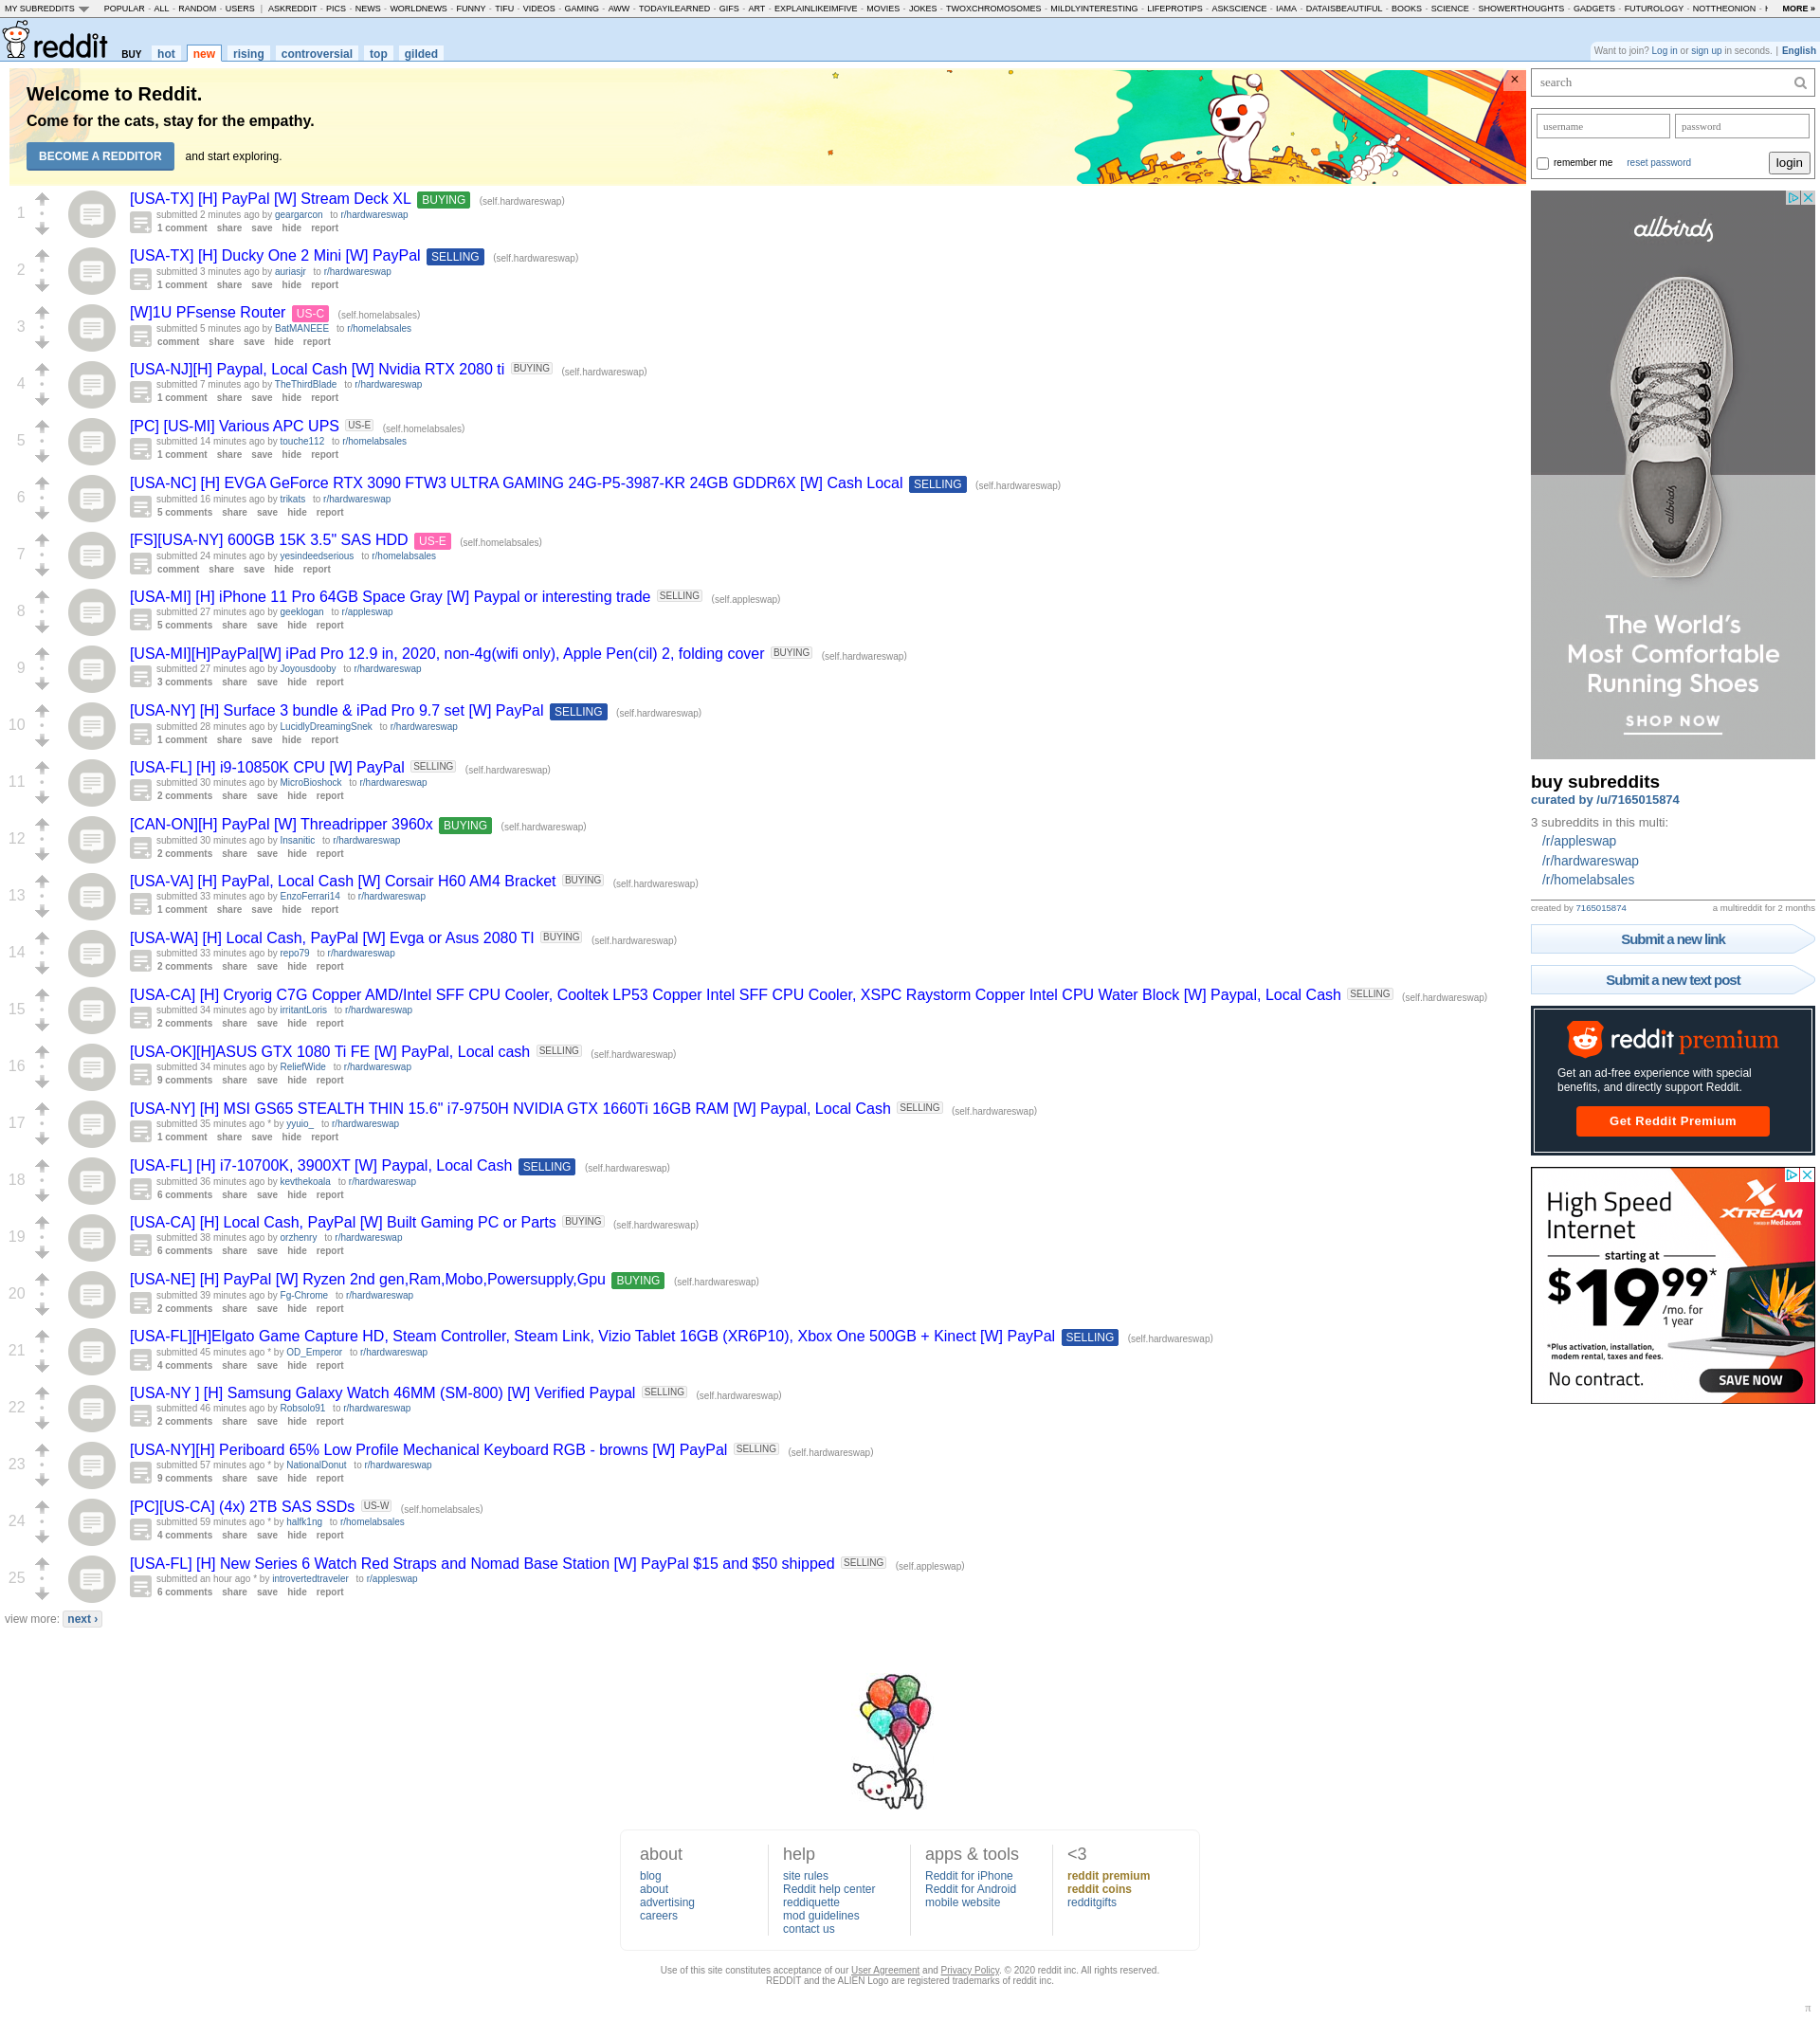 MY SUBREDDITS POPULAR - ALL - RANDOM - USERS | ASKREDDIT - PICS - NEWS - WORLDNEWS - FUNNY - TIFU - VIDEOS - GAMING - AWW - TODAYILEARNED - GIFS - ART - EXPLAINLIKEIMFIVE - MOVIES - JOKES - TWOXCHROMOSOMES - MILDLYINTERESTING - LIFEPROTIPS - ASKSCIENCE - IAMA - DATAISBEAUTIFUL - BOOKS - SCIENCE - SHOWERTHOUGHTS - GADGETS - FUTUROLOGY - NOTTHEONION - MORE »
reddit BUY hot new rising controversial top gilded
Want to join? Log in or sign up in seconds. | English
Welcome to Reddit.
Come for the cats, stay for the empathy.
BECOME A REDDITOR and start exploring.
×
1
[USA-TX] [H] PayPal [W] Stream Deck XL BUYING (self.hardwareswap)
submitted 2 minutes ago by geargarcon to r/hardwareswap
1 comment share save hide report
2
[USA-TX] [H] Ducky One 2 Mini [W] PayPal SELLING (self.hardwareswap)
submitted 3 minutes ago by auriasjr to r/hardwareswap
1 comment share save hide report
3
[W]1U PFsense Router US-C (self.homelabsales)
submitted 5 minutes ago by BatMANEEE to r/homelabsales
comment share save hide report
4
[USA-NJ][H] Paypal, Local Cash [W] Nvidia RTX 2080 ti BUYING (self.hardwareswap)
submitted 7 minutes ago by TheThirdBlade to r/hardwareswap
1 comment share save hide report
5
[PC] [US-MI] Various APC UPS US-E (self.homelabsales)
submitted 14 minutes ago by touche112 to r/homelabsales
1 comment share save hide report
6
[USA-NC] [H] EVGA GeForce RTX 3090 FTW3 ULTRA GAMING 24G-P5-3987-KR 24GB GDDR6X [W] Cash Local SELLING (self.hardwareswap)
submitted 16 minutes ago by trikats to r/hardwareswap
5 comments share save hide report
7
[FS][USA-NY] 600GB 15K 3.5" SAS HDD US-E (self.homelabsales)
submitted 24 minutes ago by yesindeedserious to r/homelabsales
comment share save hide report
8
[USA-MI] [H] iPhone 11 Pro 64GB Space Gray [W] Paypal or interesting trade SELLING (self.appleswap)
submitted 27 minutes ago by geeklogan to r/appleswap
5 comments share save hide report
9
[USA-MI][H]PayPal[W] iPad Pro 12.9 in, 2020, non-4g(wifi only), Apple Pen(cil) 2, folding cover BUYING (self.hardwareswap)
submitted 27 minutes ago by Joyousdooby to r/hardwareswap
3 comments share save hide report
10
[USA-NY] [H] Surface 3 bundle & iPad Pro 9.7 set [W] PayPal SELLING (self.hardwareswap)
submitted 28 minutes ago by LucidlyDreamingSnek to r/hardwareswap
1 comment share save hide report
11
[USA-FL] [H] i9-10850K CPU [W] PayPal SELLING (self.hardwareswap)
submitted 30 minutes ago by MicroBioshock to r/hardwareswap
2 comments share save hide report
12
[CAN-ON][H] PayPal [W] Threadripper 3960x BUYING (self.hardwareswap)
submitted 30 minutes ago by Insanitic to r/hardwareswap
2 comments share save hide report
13
[USA-VA] [H] PayPal, Local Cash [W] Corsair H60 AM4 Bracket BUYING (self.hardwareswap)
submitted 33 minutes ago by EnzoFerrari14 to r/hardwareswap
1 comment share save hide report
14
[USA-WA] [H] Local Cash, PayPal [W] Evga or Asus 2080 TI BUYING (self.hardwareswap)
submitted 33 minutes ago by repo79 to r/hardwareswap
2 comments share save hide report
15
[USA-CA] [H] Cryorig C7G Copper AMD/Intel SFF CPU Cooler, Cooltek LP53 Copper Intel SFF CPU Cooler, XSPC Raystorm Copper Intel CPU Water Block [W] Paypal, Local Cash SELLING (self.hardwareswap)
submitted 34 minutes ago by irritantLoris to r/hardwareswap
2 comments share save hide report
16
[USA-OK][H]ASUS GTX 1080 Ti FE [W] PayPal, Local cash SELLING (self.hardwareswap)
submitted 34 minutes ago by ReliefWide to r/hardwareswap
9 comments share save hide report
17
[USA-NY] [H] MSI GS65 STEALTH THIN 15.6" i7-9750H NVIDIA GTX 1660Ti 16GB RAM [W] Paypal, Local Cash SELLING (self.hardwareswap)
submitted 35 minutes ago * by yyuio_ to r/hardwareswap
1 comment share save hide report
18
[USA-FL] [H] i7-10700K, 3900XT [W] Paypal, Local Cash SELLING (self.hardwareswap)
submitted 36 minutes ago by kevthekoala to r/hardwareswap
6 comments share save hide report
19
[USA-CA] [H] Local Cash, PayPal [W] Built Gaming PC or Parts BUYING (self.hardwareswap)
submitted 38 minutes ago by orzhenry to r/hardwareswap
6 comments share save hide report
20
[USA-NE] [H] PayPal [W] Ryzen 2nd gen,Ram,Mobo,Powersupply,Gpu BUYING (self.hardwareswap)
submitted 39 minutes ago by Fg-Chrome to r/hardwareswap
2 comments share save hide report
21
[USA-FL][H]Elgato Game Capture HD, Steam Controller, Steam Link, Vizio Tablet 16GB (XR6P10), Xbox One 500GB + Kinect [W] PayPal SELLING (self.hardwareswap)
submitted 45 minutes ago * by OD_Emperor to r/hardwareswap
4 comments share save hide report
22
[USA-NY ] [H] Samsung Galaxy Watch 46MM (SM-800) [W] Verified Paypal SELLING (self.hardwareswap)
submitted 46 minutes ago by Robsolo91 to r/hardwareswap
2 comments share save hide report
23
[USA-NY][H] Periboard 65% Low Profile Mechanical Keyboard RGB - browns [W] PayPal SELLING (self.hardwareswap)
submitted 57 minutes ago * by NationalDonut to r/hardwareswap
9 comments share save hide report
24
[PC][US-CA] (4x) 2TB SAS SSDs US-W (self.homelabsales)
submitted 59 minutes ago * by halfk1ng to r/homelabsales
4 comments share save hide report
25
[USA-FL] [H] New Series 6 Watch Red Straps and Nomad Base Station [W] PayPal $15 and $50 shipped SELLING (self.appleswap)
submitted an hour ago * by introvertedtraveler to r/appleswap
6 comments share save hide report
view more: next ›
search
username password
remember me reset password login
allbirds
allbirds
The World's
Most Comfortable
Running Shoes
SHOP NOW
buy subreddits
curated by /u/7165015874
3 subreddits in this multi:
/r/appleswap
/r/hardwareswap
/r/homelabsales
created by 7165015874 a multireddit for 2 months
Submit a new link
Submit a new text post
reddit premium
Get an ad-free experience with special
benefits, and directly support Reddit.
Get Reddit Premium
High Speed
Internet
XTREAM
POWERED BY Mediacom
starting at
$19.99*
/mo. for
1 year
*Plus activation, installation,
modem rental, taxes and fees.
No contract.
SAVE NOW
about
blog
about
advertising
careers
help
site rules
Reddit help center
reddiquette
mod guidelines
contact us
apps & tools
Reddit for iPhone
Reddit for Android
mobile website
<3
reddit premium
reddit coins
redditgifts
Use of this site constitutes acceptance of our User Agreement and Privacy Policy. © 2020 reddit inc. All rights reserved.
REDDIT and the ALIEN Logo are registered trademarks of reddit inc.
π